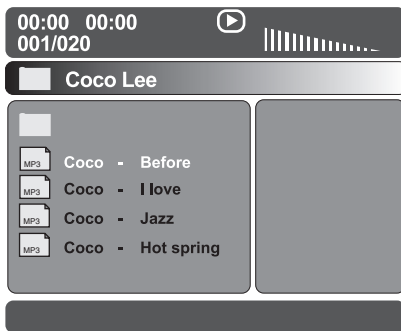 00:00 00:00
001/020
Coco Lee
MP3 Coco - Before
MP3 Coco - I love
MP3 Coco - Jazz
MP3 Coco - Hot spring